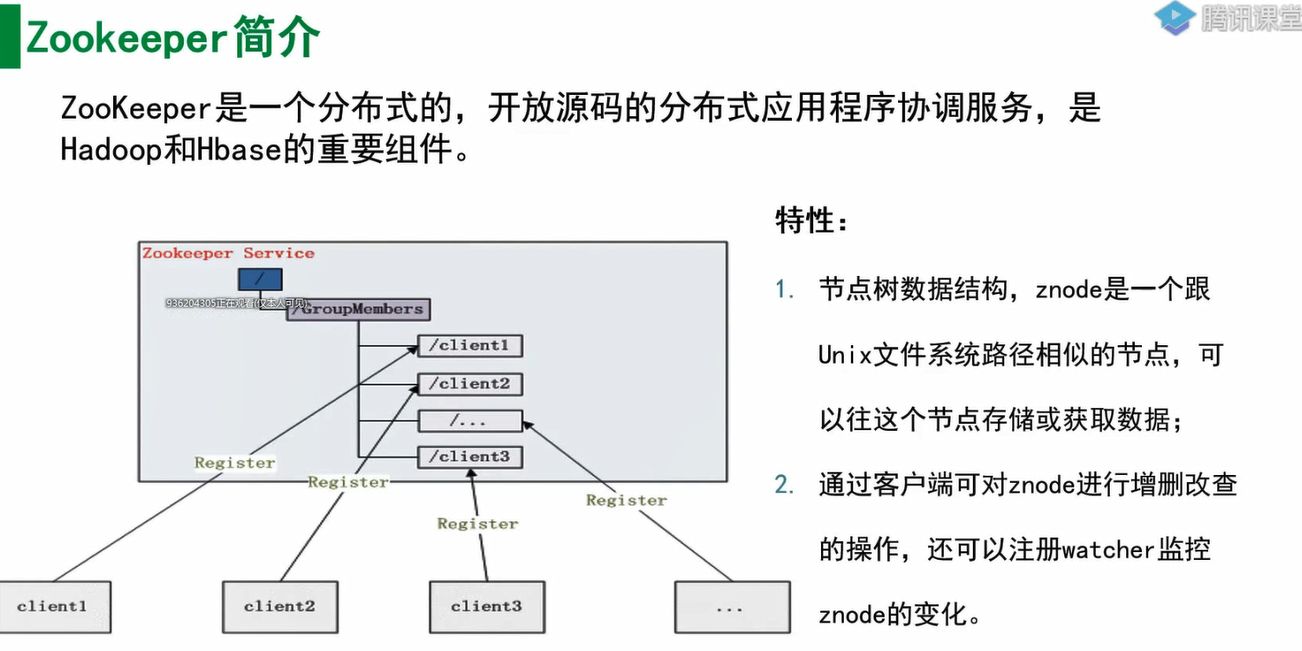 Zookeeper简介
腾讯课堂
ZooKeeper是一个分布式的，开放源码的分布式应用程序协调服务，是
Hadoop和Hbase的重要组件。
Zookeeper Service
/
936204305正在观看(仅本人可见)
/GroupMembers
/client1
/client2
/...
/client3
Register
Register
Register
Register
client1
client2
client3
...
特性：
1. 节点树数据结构，znode是一个跟
Unix文件系统路径相似的节点，可
以往这个节点存储或获取数据；
2. 通过客户端可对znode进行增删改查
的操作，还可以注册watcher监控
znode的变化。